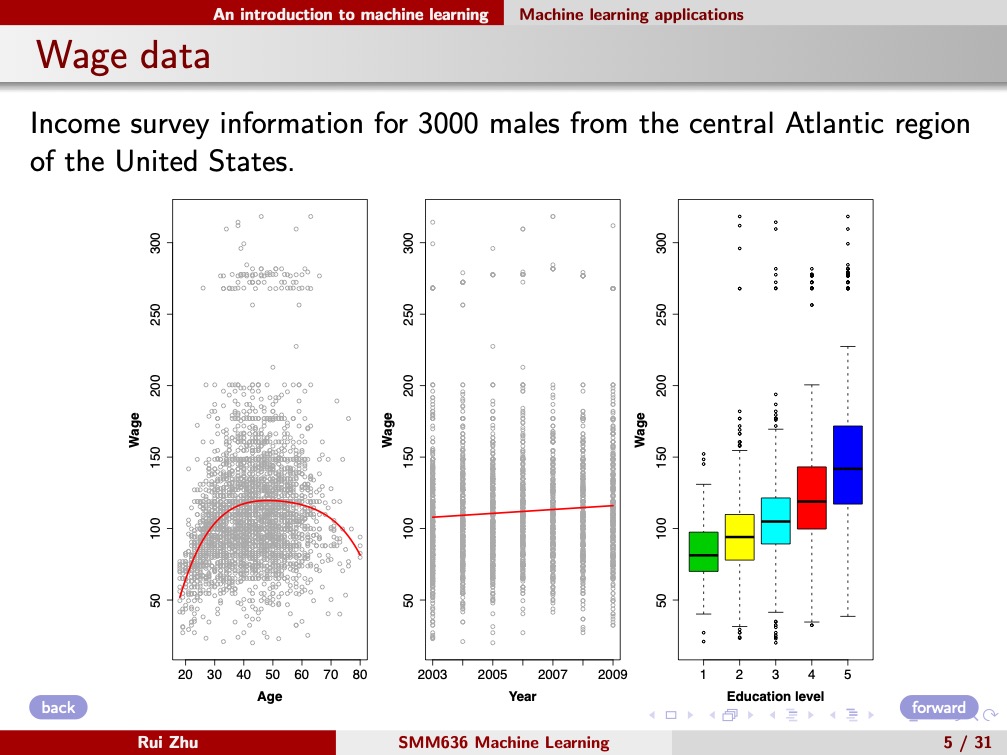 An introduction to machine learning Machine learning applications
Wage data
Income survey information for 3000 males from the central Atlantic region
of the United States.
300
250
200
150
100
50
Wage
20 30 40 50 60 70 80
Age
300
250
200
150
100
50
Wage
2003 2005 2007 2009
Year
300
250
200
150
100
50
Wage
1 2 3 4 5
Education level
back
forward
Rui Zhu SMM636 Machine Learning 5 / 31